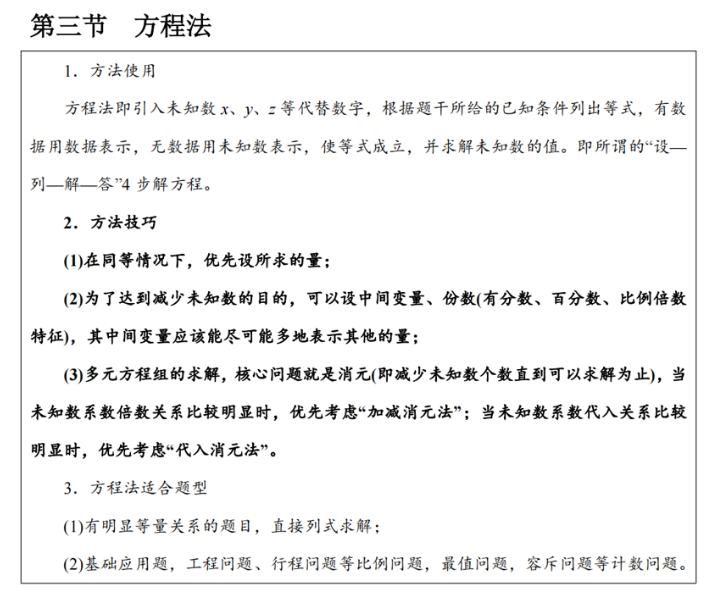 第三节 方程法
1．方法使用
方程法即引入未知数 x、y、z 等代替数字，根据题干所给的已知条件列出等式，有数
据用数据表示，无数据用未知数表示，使等式成立，并求解未知数的值。即所谓的“设—
列—解—答”4 步解方程。
2．方法技巧
(1)在同等情况下，优先设所求的量；
(2)为了达到减少未知数的目的，可以设中间变量、份数(有分数、百分数、比例倍数
特征)，其中间变量应该能尽可能多地表示其他的量；
(3)多元方程组的求解，核心问题就是消元(即减少未知数个数直到可以求解为止)，当
未知数系数倍数关系比较明显时，优先考虑“加减消元法”；当未知数系数代入关系比较
明显时，优先考虑“代入消元法”。
3．方程法适合题型
(1)有明显等量关系的题目，直接列式求解；
(2)基础应用题，工程问题、行程问题等比例问题，最值问题，容斥问题等计数问题。